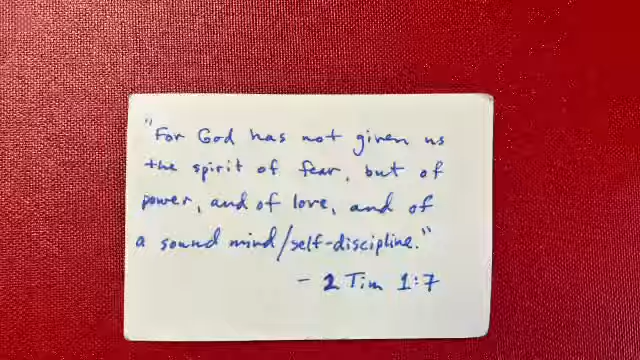 "For God has not given us
the spirit of fear, but of
power, and of love, and of
a sound mind/self-discipline."
- 2 Tim 1:7